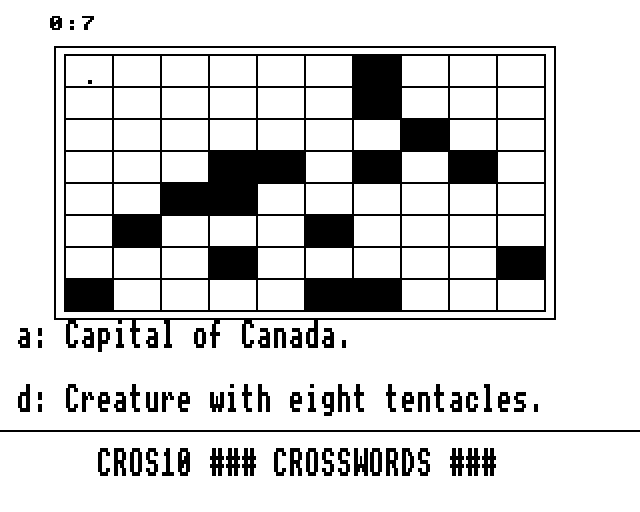 0:7
a: Capital of Canada.
d: Creature with eight tentacles.
CROS10 ### CROSSWORDS ###